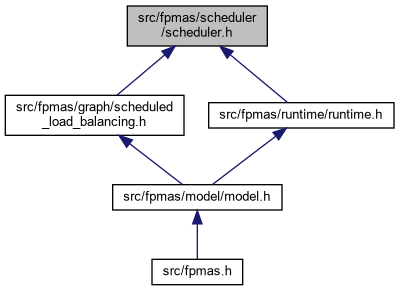 src/fpmas/scheduler
/scheduler.h
src/fpmas/graph/scheduled
_load_balancing.h
src/fpmas/runtime/runtime.h
src/fpmas/model/model.h
src/fpmas.h